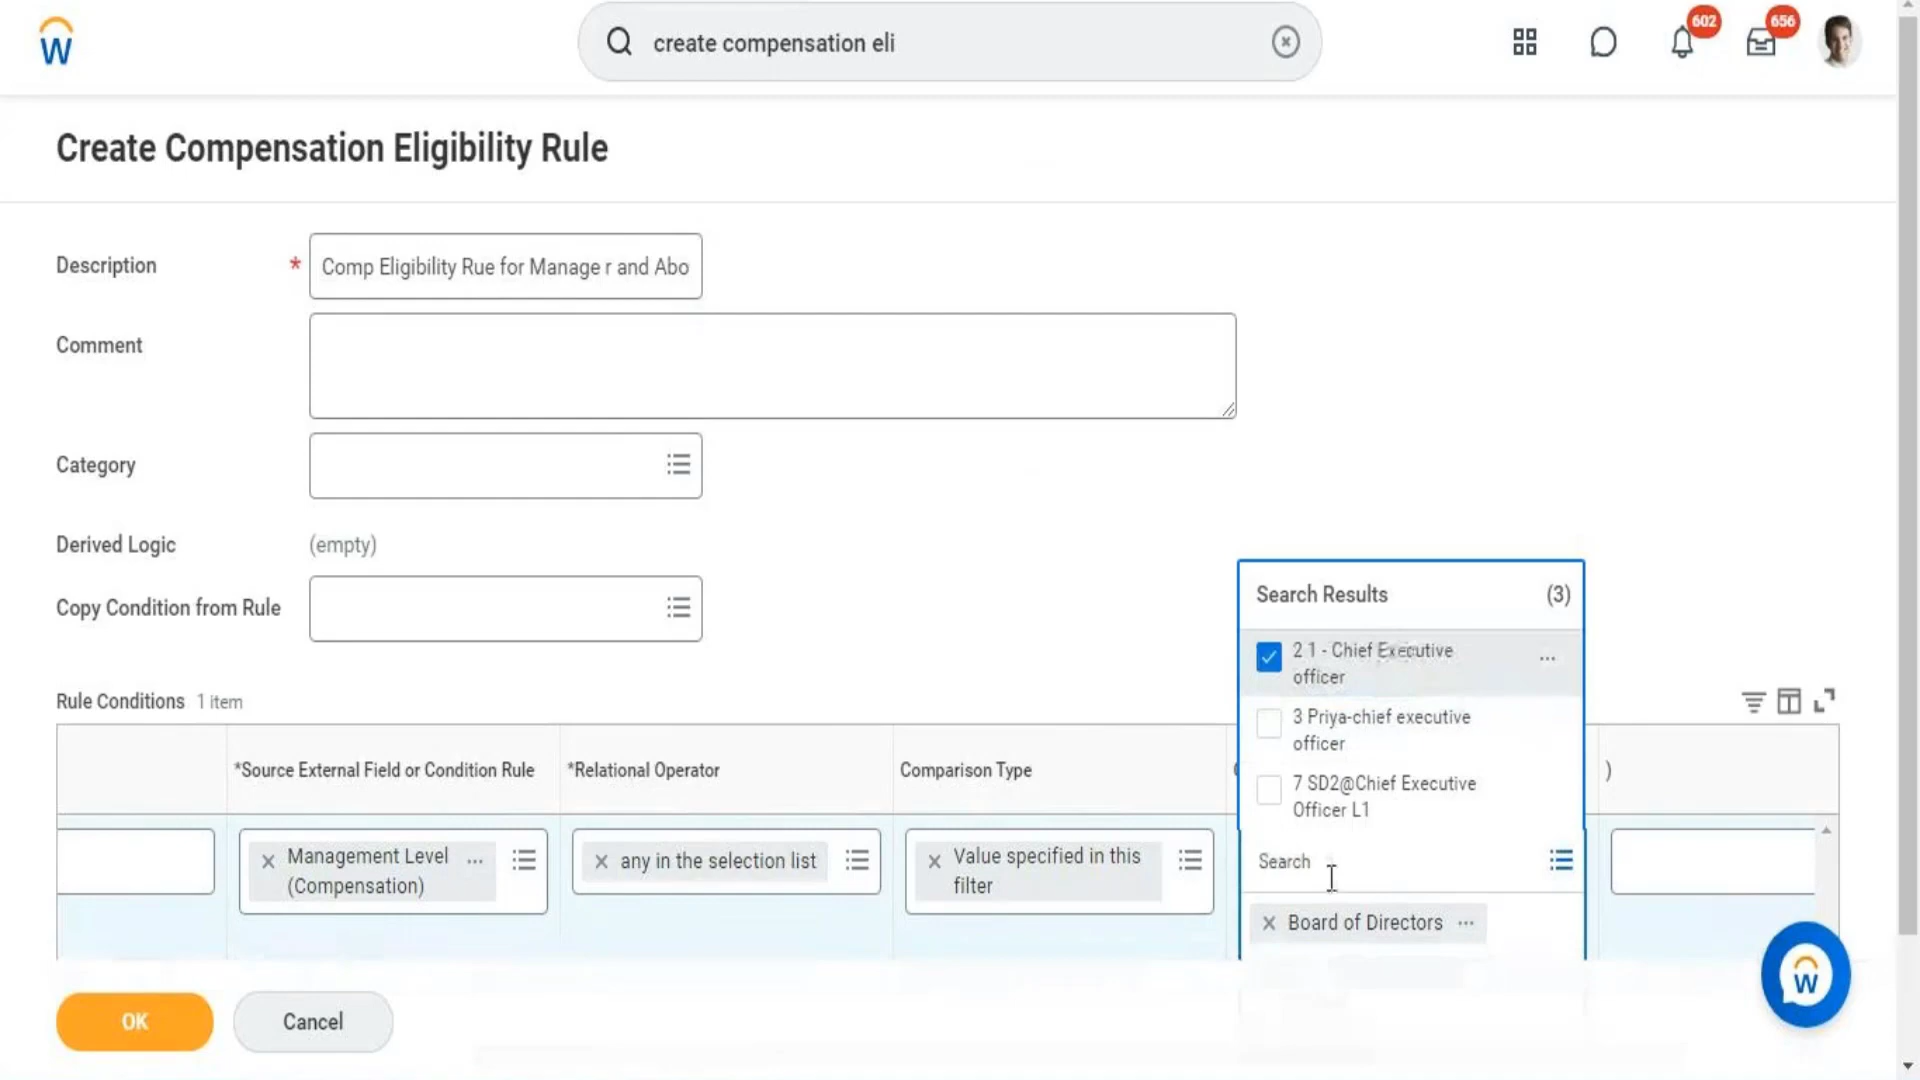 W
create compensation eli
602
656
Create Compensation Eligibility Rule
Description
*
Comp Eligibility Rue for Manage r and Abo
Comment
Category
Derived Logic
(empty)
Copy Condition from Rule
Search Results
(3)
2 1 - Chief Executive
officer
3 Priya-chief executive
officer
7 SD2@Chief Executive
Officer L1
Rule Conditions 1 item
*Source External Field or Condition Rule
*Relational Operator
Comparison Type
)
Management Level
(Compensation)
any in the selection list
Value specified in this
filter
Search
Board of Directors
OK
Cancel
W